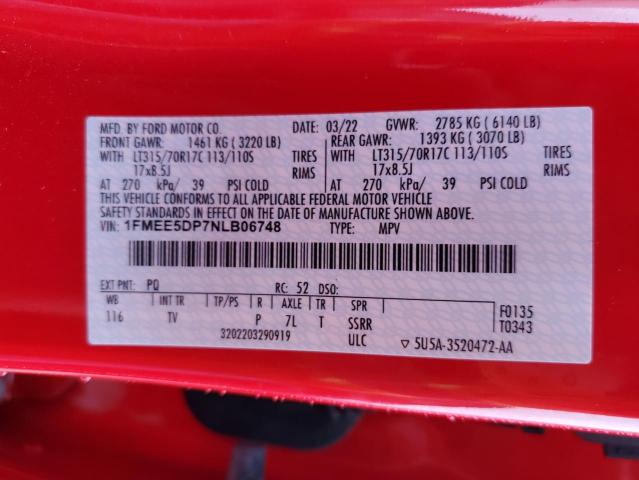 MFD. BY FORD MOTOR CO. DATE: 03/22 GVWR: 2785 KG ( 6140 LB)
FRONT GAWR: 1461 KG ( 3220 LB) REAR GAWR: 1393 KG ( 3070 LB)
WITH LT315/70R17C 113/110S TIRES WITH LT315/70R17C 113/110S TIRES
17x8.5J RIMS 17x8.5J RIMS
AT 270 kPa/ 39 PSI COLD AT 270 kPa/ 39 PSI COLD
THIS VEHICLE CONFORMS TO ALL APPLICABLE FEDERAL MOTOR VEHICLE
SAFETY STANDARDS IN EFFECT ON THE DATE OF MANUFACTURE SHOWN ABOVE.
VIN: 1FMEE5DP7NLB06748 TYPE: MPV
EXT PNT: PQ RC: 52 DSO:
WB INT TR TP/PS R AXLE TR SPR F0135
116 TV P 7L T SSRR T0343
3202203290919 ULC ▽ 5U5A-3520472-AA